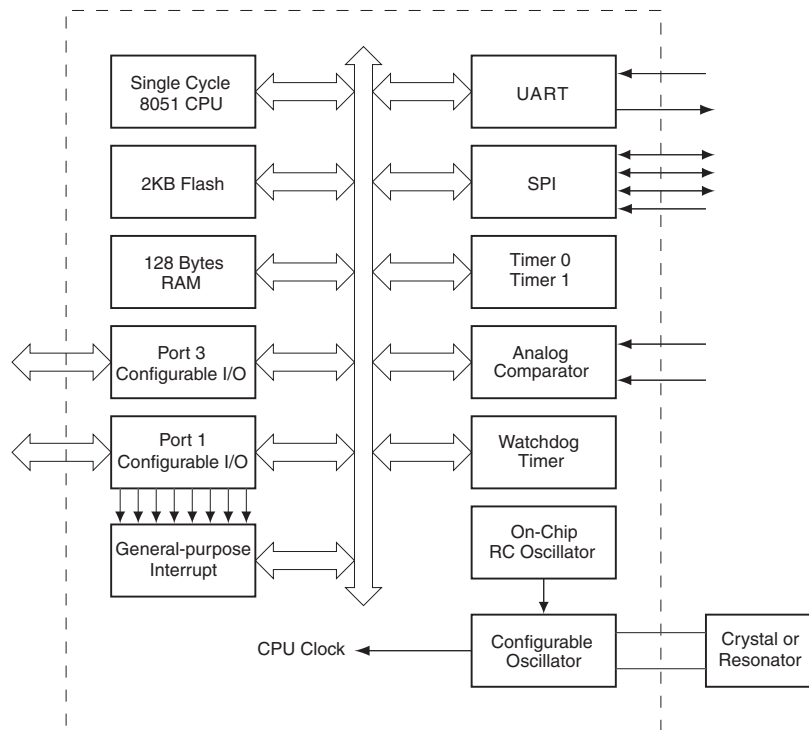 Single Cycle
8051 CPU
2KB Flash
128 Bytes
RAM
Port 3
Configurable I/O
Port 1
Configurable I/O
General-purpose
Interrupt
UART
SPI
Timer 0
Timer 1
Analog
Comparator
Watchdog
Timer
On-Chip
RC Oscillator
CPU Clock
Configurable
Oscillator
Crystal or
Resonator